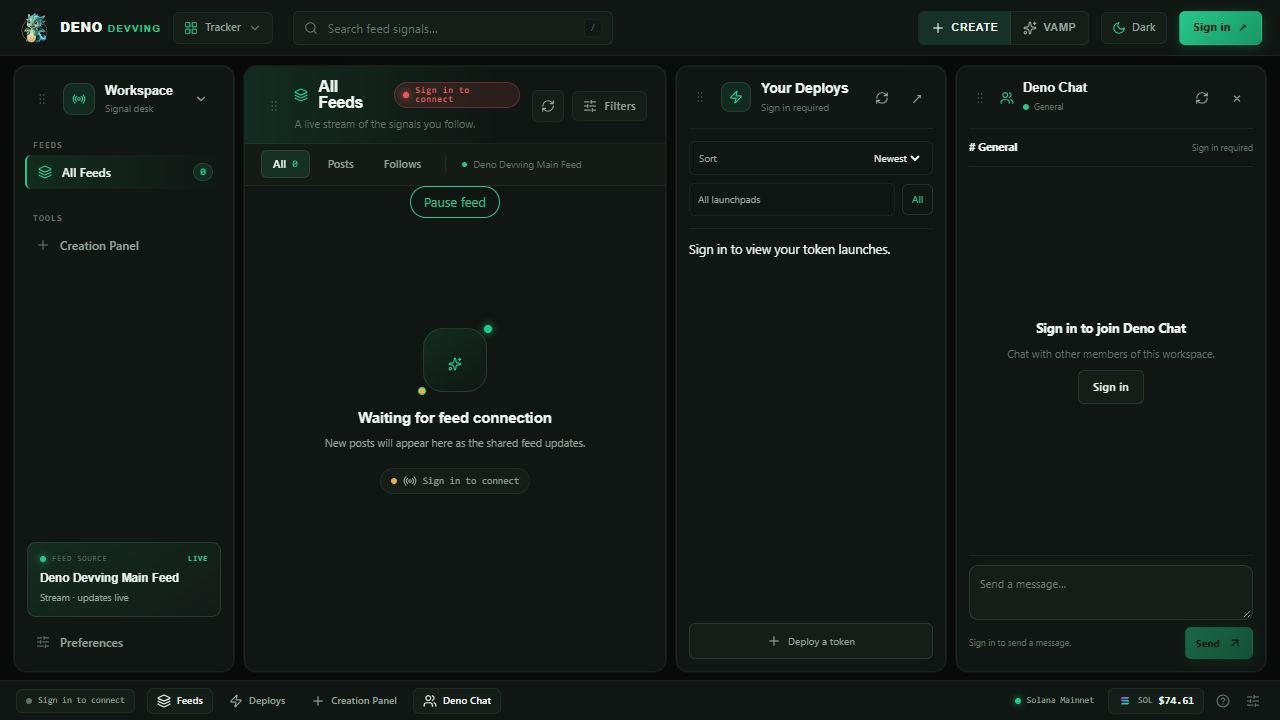 DENO DEVVING
Tracker
Search feed signals...
/
CREATE
VAMP
Dark
Sign in
Workspace
Signal desk
FEEDS
All Feeds
0
TOOLS
Creation Panel
FEED SOURCE
LIVE
Deno Devving Main Feed
Stream · updates live
Preferences
All
Feeds
Sign in to
connect
A live stream of the signals you follow.
Filters
All 0
Posts
Follows
Deno Devving Main Feed
Pause feed
Waiting for feed connection
New posts will appear here as the shared feed updates.
Sign in to connect
Your Deploys
Sign in required
Sort
Newest
All launchpads
All
Sign in to view your token launches.
Deploy a token
Deno Chat
General
# General
Sign in required
Sign in to join Deno Chat
Chat with other members of this workspace.
Sign in
Send a message...
Sign in to send a message.
Send
Sign in to connect
Feeds
Deploys
Creation Panel
Deno Chat
Solana Mainnet
SOL $74.61